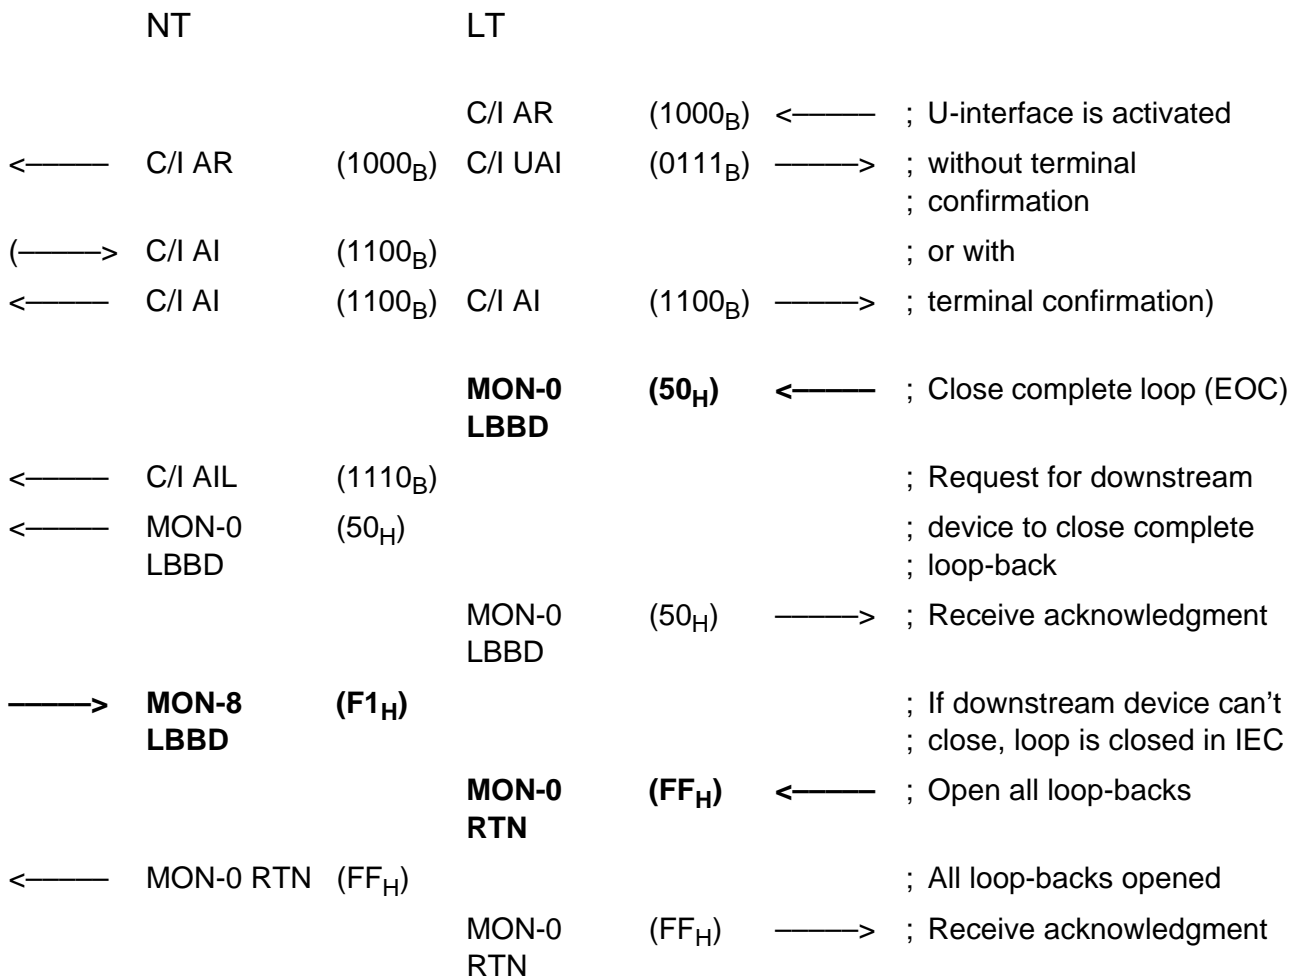 NT LT
C/I AR (1000B) <––––– ; U-interface is activated
<––––– C/I AR (1000B) C/I UAI (0111B) –––––> ; without terminal
; confirmation
(–––––> C/I AI (1100B) ; or with
<––––– C/I AI (1100B) C/I AI (1100B) –––––> ; terminal confirmation)
MON-0 (50H) <––––– ; Close complete loop (EOC)
LBBD
<––––– C/I AIL (1110B) ; Request for downstream
<––––– MON-0 (50H) ; device to close complete
LBBD ; loop-back
MON-0 (50H) –––––> ; Receive acknowledgment
LBBD
–––––> MON-8 (F1H) ; If downstream device can't
LBBD ; close, loop is closed in IEC
MON-0 (FFH) <––––– ; Open all loop-backs
RTN
<––––– MON-0 RTN (FFH) ; All loop-backs opened
MON-0 (FFH) –––––> ; Receive acknowledgment
RTN